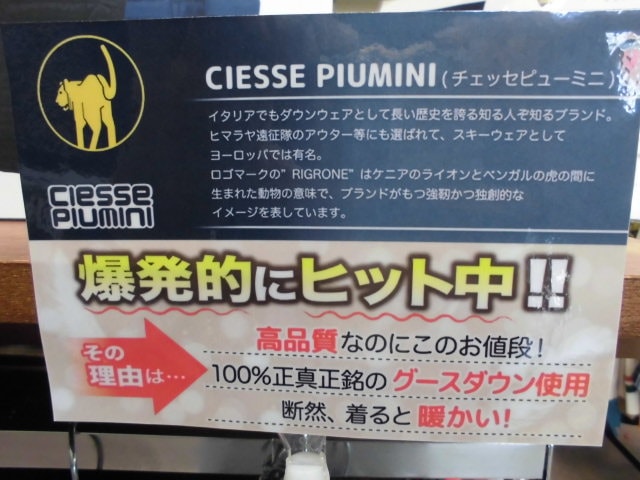 CIESSE PIUMINI(チェッセピューミニ)
イタリアでもダウンウェアとして長い歴史を誇る知る人ぞ知るブランド。
ヒマラヤ遠征隊のアウター等にも選ばれて、スキーウェアとして
ヨーロッパでは有名。
ロゴマークの"RIGRONE"はケニアのライオンとベンガルの虎の間に
生まれた動物の意味で、ブランドがもつ強靭かつ独創的な
イメージを表しています。
ciesse
piumini
爆発的にヒット中!!
その
理由は…
高品質なのにこのお値段!
100%正真正銘のグースダウン使用
断然、着ると暖かい!